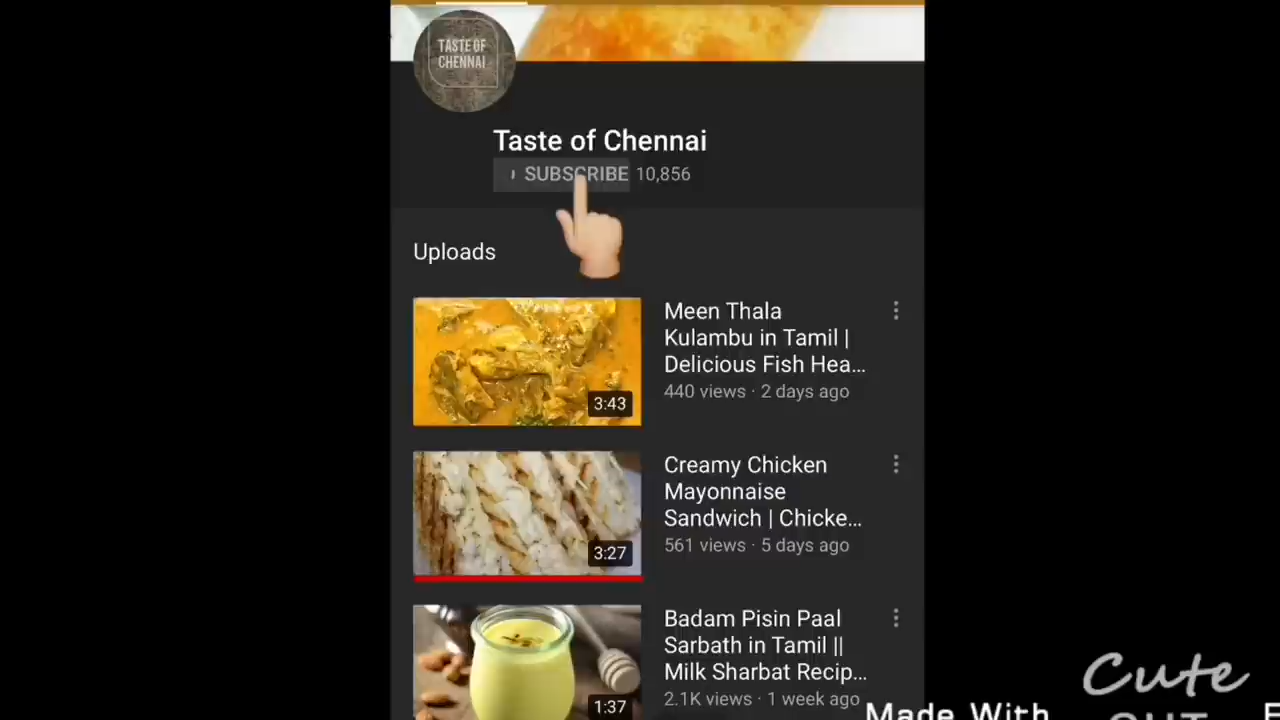 TASTE OF
CHENNAI
Taste of Chennai
SUBSCRIBE 10,856
Uploads
Meen Thala
Kulambu in Tamil |
Delicious Fish Hea...
440 views · 2 days ago
3:43
Creamy Chicken
Mayonnaise
Sandwich | Chicke...
561 views · 5 days ago
3:27
Badam Pisin Paal
Sarbath in Tamil ||
Milk Sharbat Recip...
2.1K views · 1 week ago
1:37
Cute
CUT
Made With